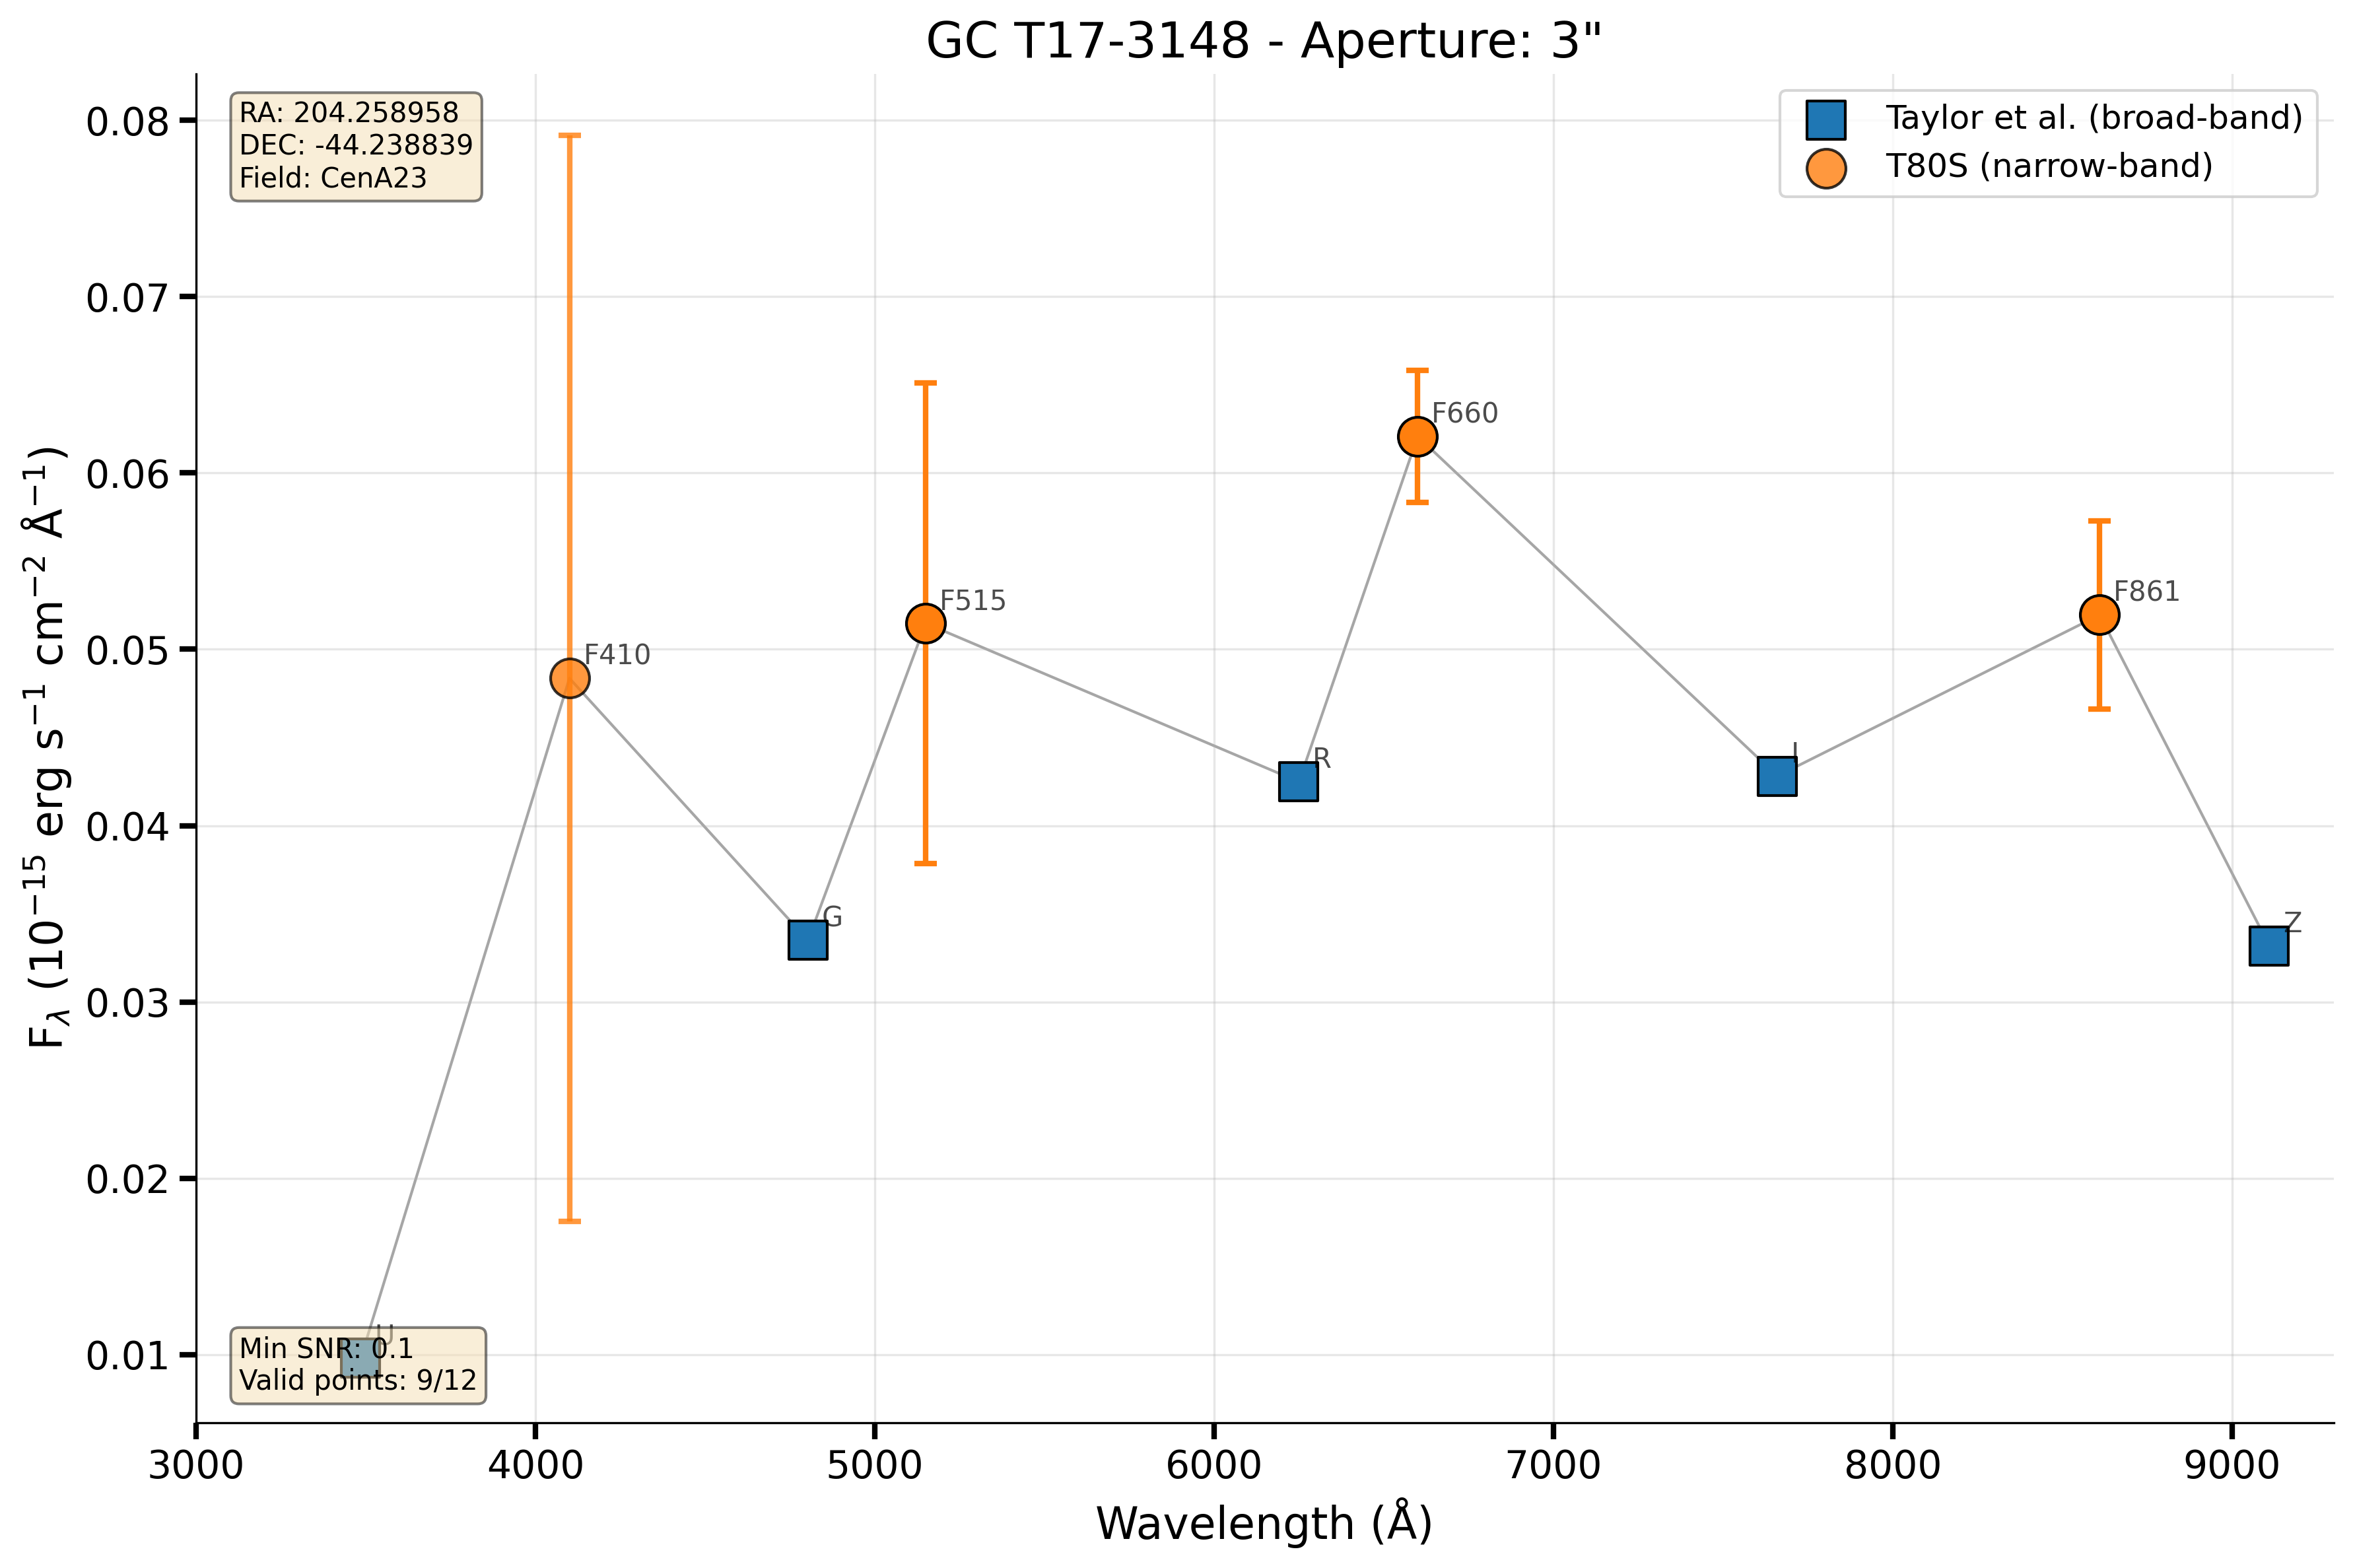 GC T17-3148 - Aperture: 3"
RA: 204.258958
DEC: -44.238839
Field: CenA23
Taylor et al. (broad-band)
T80S (narrow-band)
0.08
0.07
0.06
0.05
0.04
0.03
0.02
0.01
F_λ (10⁻¹⁵ erg s⁻¹ cm⁻² Å⁻¹)
F660
F515
F861
F410
R
I
G
Z
U
Min SNR: 0.1
Valid points: 9/12
3000 4000 5000 6000 7000 8000 9000
Wavelength (Å)